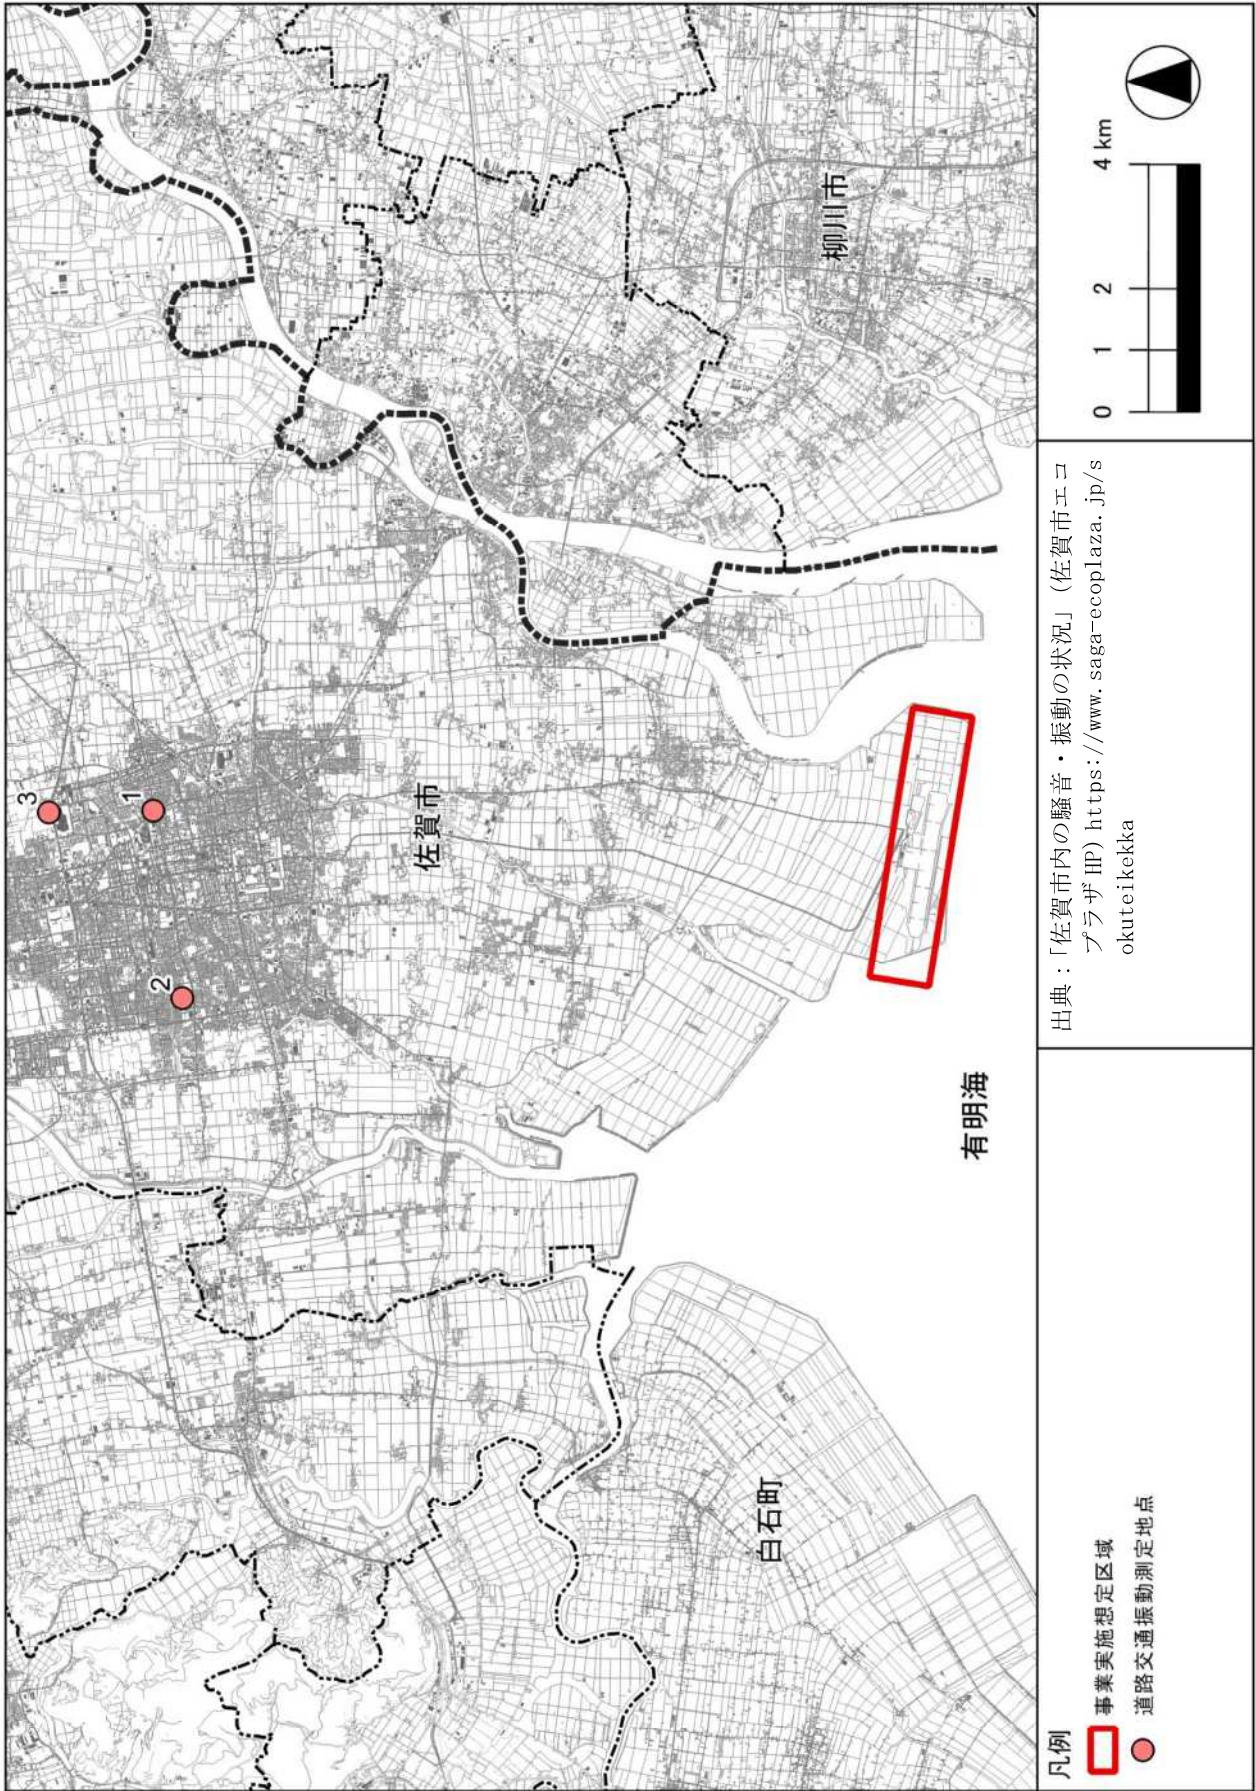 3
1
2
佐賀市
柳川市
有明海
白石町
凡例
事業実施想定区域
道路交通振動測定地点
出典：「佐賀市内の騒音・振動の状況」（佐賀市エコ
プラザ HP) https://www.saga-ecoplaza.jp/s
okuteikekka
0 1 2 4 km